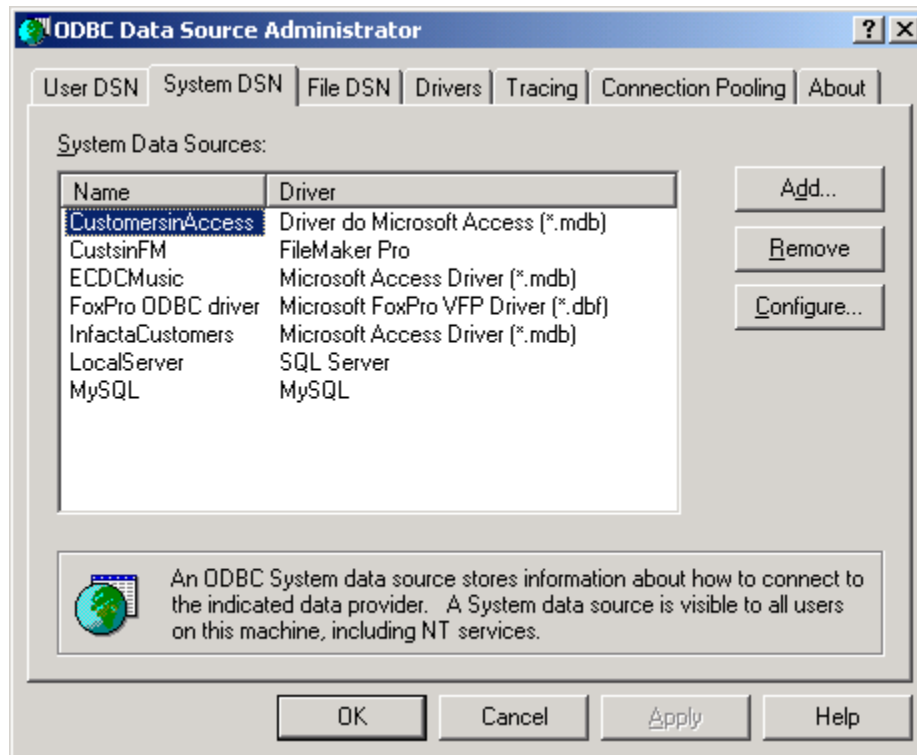 ODBC Data Source Administrator
User DSN System DSN File DSN Drivers Tracing Connection Pooling About
System Data Sources:
Name Driver
CustomersinAccess Driver do Microsoft Access (*.mdb)
CustsinFM FileMaker Pro
ECDCMusic Microsoft Access Driver (*.mdb)
FoxPro ODBC driver Microsoft FoxPro VFP Driver (*.dbf)
InfactaCustomers Microsoft Access Driver (*.mdb)
LocalServer SQL Server
MySQL MySQL
Add...
Remove
Configure...
An ODBC System data source stores information about how to connect to
the indicated data provider. A System data source is visible to all users
on this machine, including NT services.
OK Cancel Apply Help